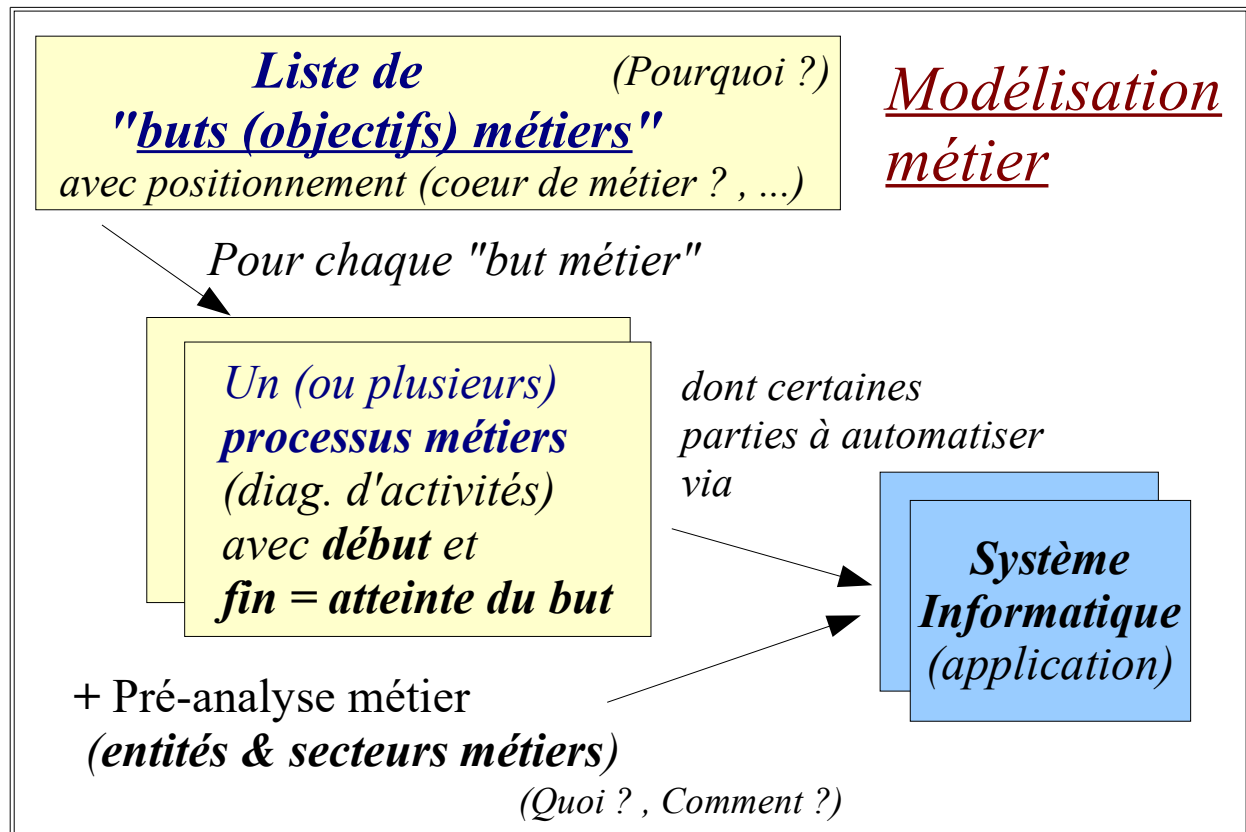 Liste de (Pourquoi ?)
"buts (objectifs) métiers"
avec positionnement (coeur de métier ? , ...)
Modélisation
métier
Pour chaque "but métier"
Un (ou plusieurs)
processus métiers
(diag. d'activités)
avec début et
fin = atteinte du but
dont certaines
parties à automatiser
via
Système
Informatique
(application)
+ Pré-analyse métier
(entités & secteurs métiers)
(Quoi ? , Comment ?)